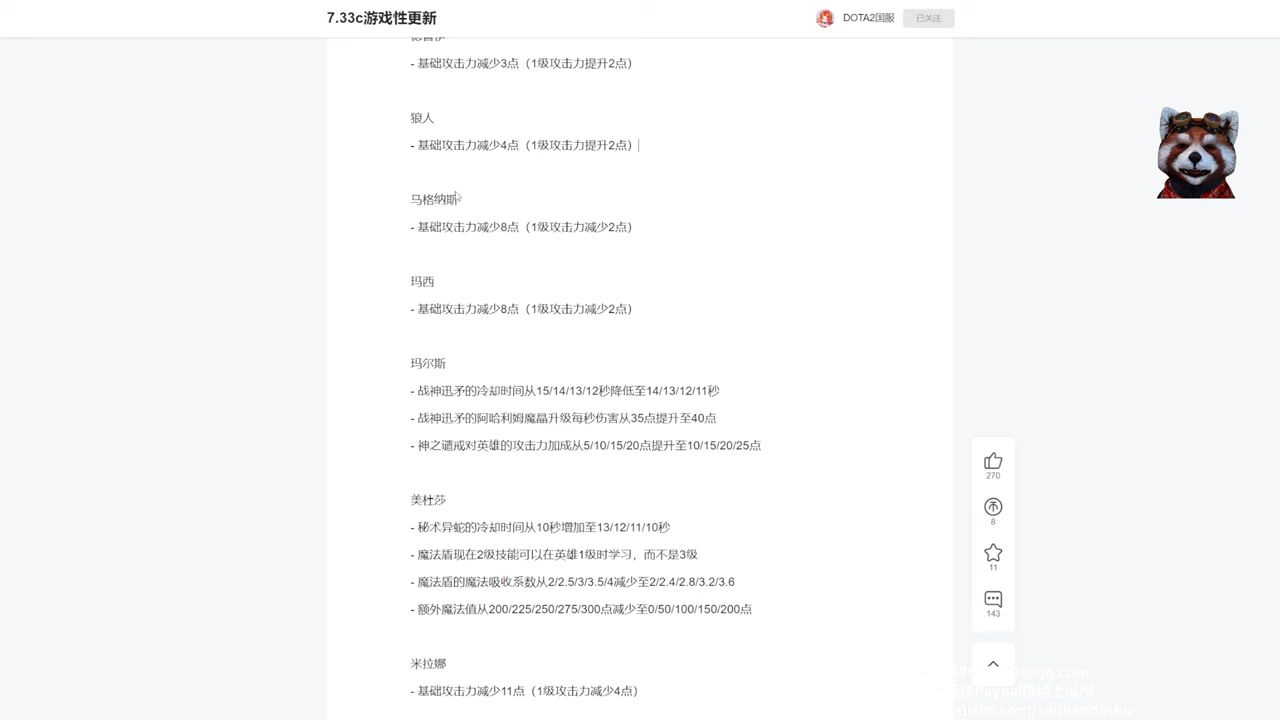 7.33c游戏性更新
DOTA2国服
已关注
- 基础攻击力减少3点（1级攻击力提升2点）
狼人
- 基础攻击力减少4点（1级攻击力提升2点）
马格纳斯
- 基础攻击力减少8点（1级攻击力减少2点）
玛西
- 基础攻击力减少8点（1级攻击力减少2点）
玛尔斯
- 战神迅矛的冷却时间从15/14/13/12秒降低至14/13/12/11秒
- 战神迅矛的阿哈利姆魔晶升级每秒伤害从35点提升至40点
- 神之谴戒对英雄的攻击力加成从5/10/15/20点提升至10/15/20/25点
美杜莎
- 秘术异蛇的冷却时间从10秒增加至13/12/11/10秒
- 魔法盾现在2级技能可以在英雄1级时学习，而不是3级
- 魔法盾的魔法吸收系数从2/2.5/3/3.5/4减少至2/2.4/2.8/3.2/3.6
- 额外魔法值从200/225/250/275/300点减少至0/50/100/150/200点
米拉娜
- 基础攻击力减少11点（1级攻击力减少4点）
270
8
11
143
@qq.com